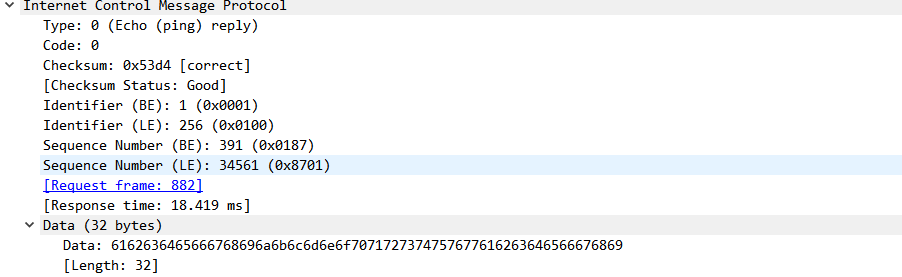 Internet Control Message Protocol
Type: 0 (Echo (ping) reply)
Code: 0
Checksum: 0x53d4 [correct]
[Checksum Status: Good]
Identifier (BE): 1 (0x0001)
Identifier (LE): 256 (0x0100)
Sequence Number (BE): 391 (0x0187)
Sequence Number (LE): 34561 (0x8701)
[Request frame: 882]
[Response time: 18.419 ms]
Data (32 bytes)
Data: 6162636465666768696a6b6c6d6e6f7071727374757677616263646566676869
[Length: 32]